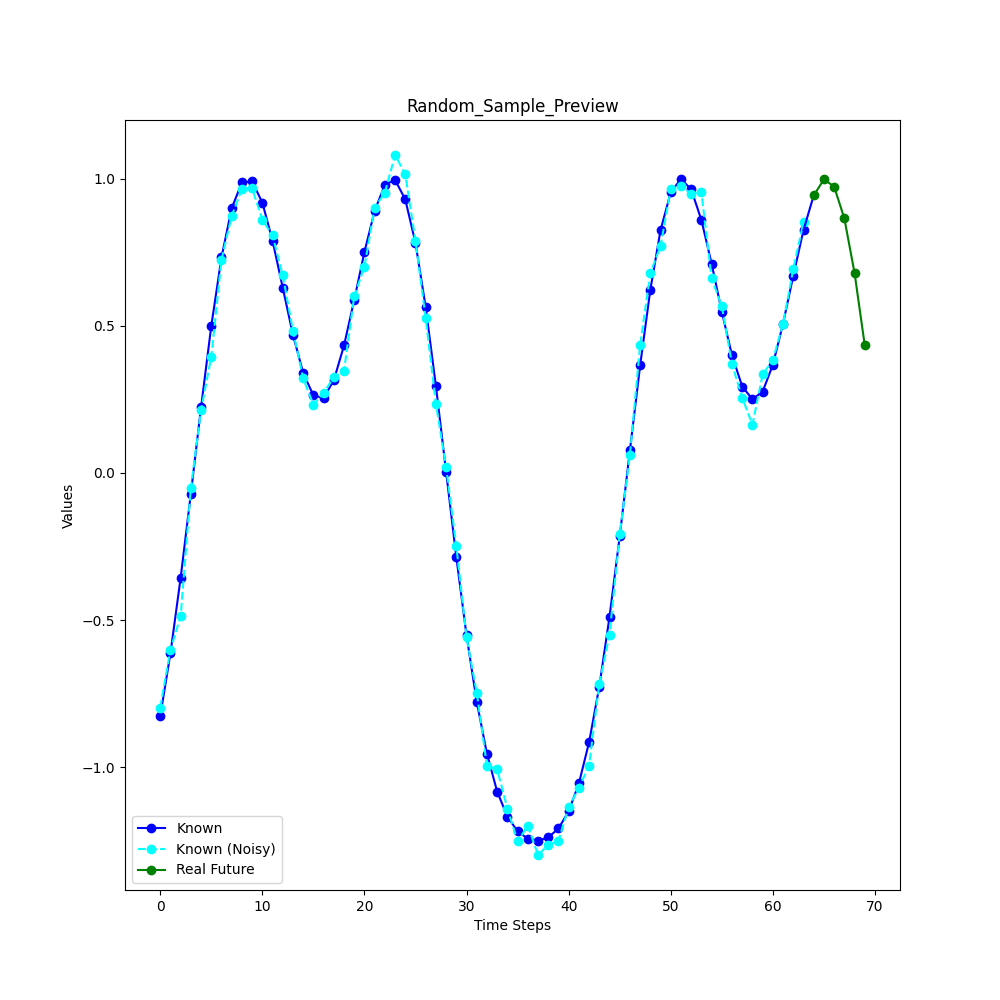 Random_Sample_Preview
1.0
0.5
0.0
−0.5
−1.0
Values
Known
Known (Noisy)
Real Future
0 10 20 30 40 50 60 70
Time Steps